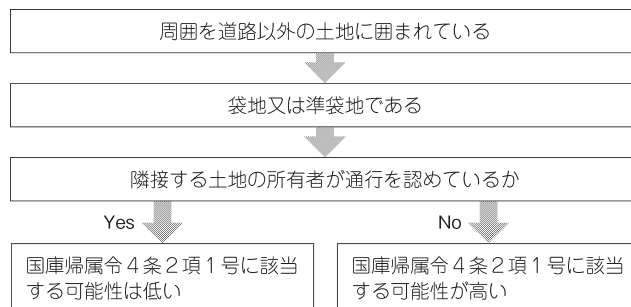 周囲を道路以外の土地に囲まれている
袋地又は準袋地である
隣接する土地の所有者が通行を認めているか
Yes
No
国庫帰属令４条２項１号に該当
する可能性は低い
国庫帰属令４条２項１号に該当
する可能性が高い